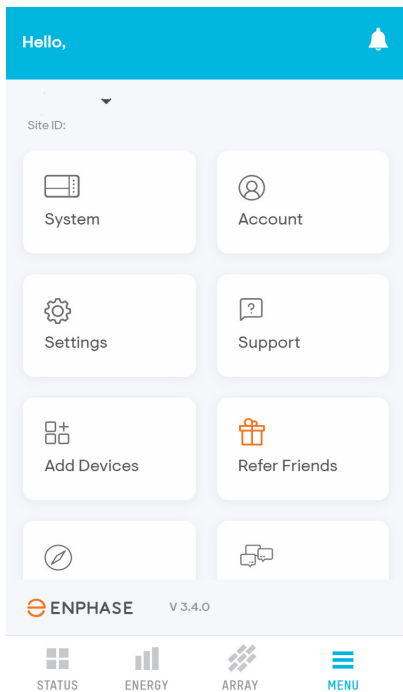 Hello,
Site ID:
System
Account
Settings
Support
Add Devices
Refer Friends
ENPHASE
V 3.4.0
STATUS
ENERGY
ARRAY
MENU